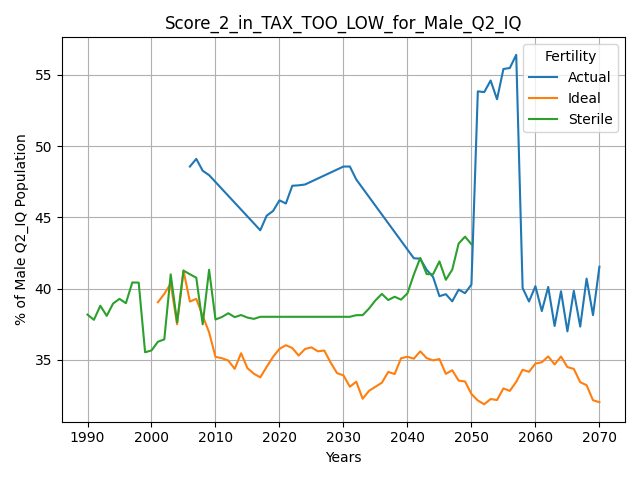 Score_2_in_TAX_TOO_LOW_for_Male_Q2_IQ
Fertility
Actual
Ideal
Sterile
% of Male Q2_IQ Population
55
50
45
40
35
1990 2000 2010 2020 2030 2040 2050 2060 2070
Years